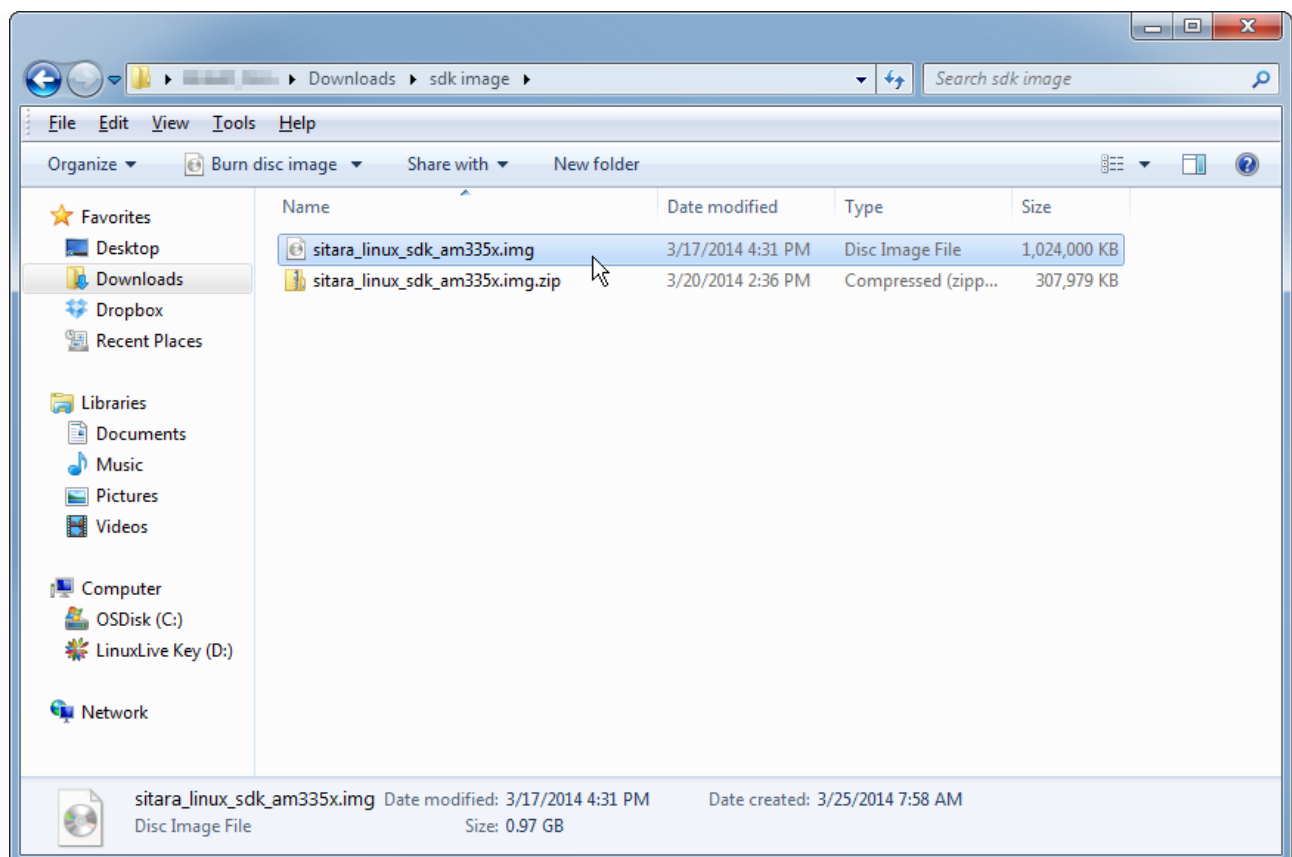 Downloads sdk image Search sdk image
File Edit View Tools Help
Organize Burn disc image Share with New folder
Name Date modified Type Size
sitara_linux_sdk_am335x.img 3/17/2014 4:31 PM Disc Image File 1,024,000 KB
sitara_linux_sdk_am335x.img.zip 3/20/2014 2:36 PM Compressed (zipp... 307,979 KB
Favorites
Desktop
Downloads
Dropbox
Recent Places
Libraries
Documents
Music
Pictures
Videos
Computer
OSDisk (C:)
LinuxLive Key (D:)
Network
sitara_linux_sdk_am335x.img Date modified: 3/17/2014 4:31 PM Date created: 3/25/2014 7:58 AM
Disc Image File Size: 0.97 GB